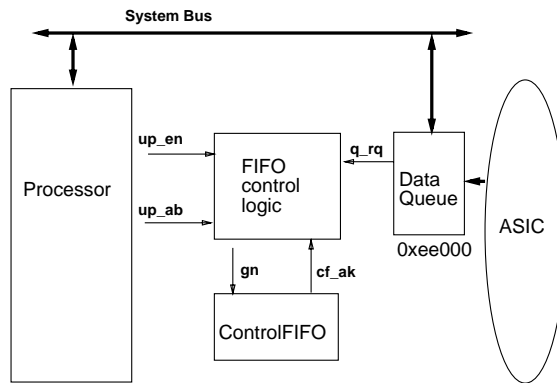 System Bus
Processor
up_en
up_ab
FIFO
control
logic
q_rq
Data
Queue
0xee000
ASIC
gn
cf_ak
ControlFIFO